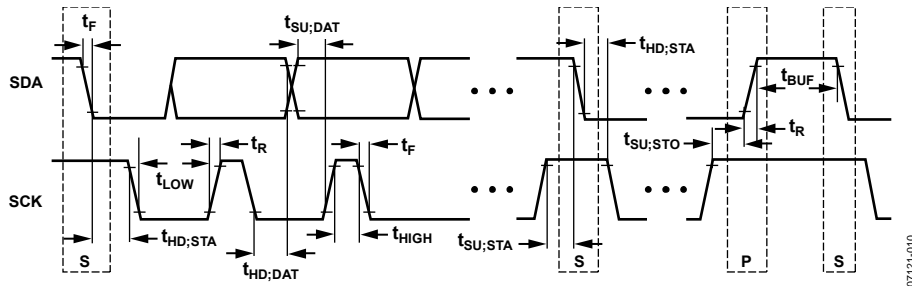 tF
tSU;DAT
tHD;STA
SDA
tBUF
tR
tF
tSU;STO
tR
tLOW
SCK
tHD;STA
tHIGH
tSU;STA
tHD;DAT
S
S
P
S
07121-010